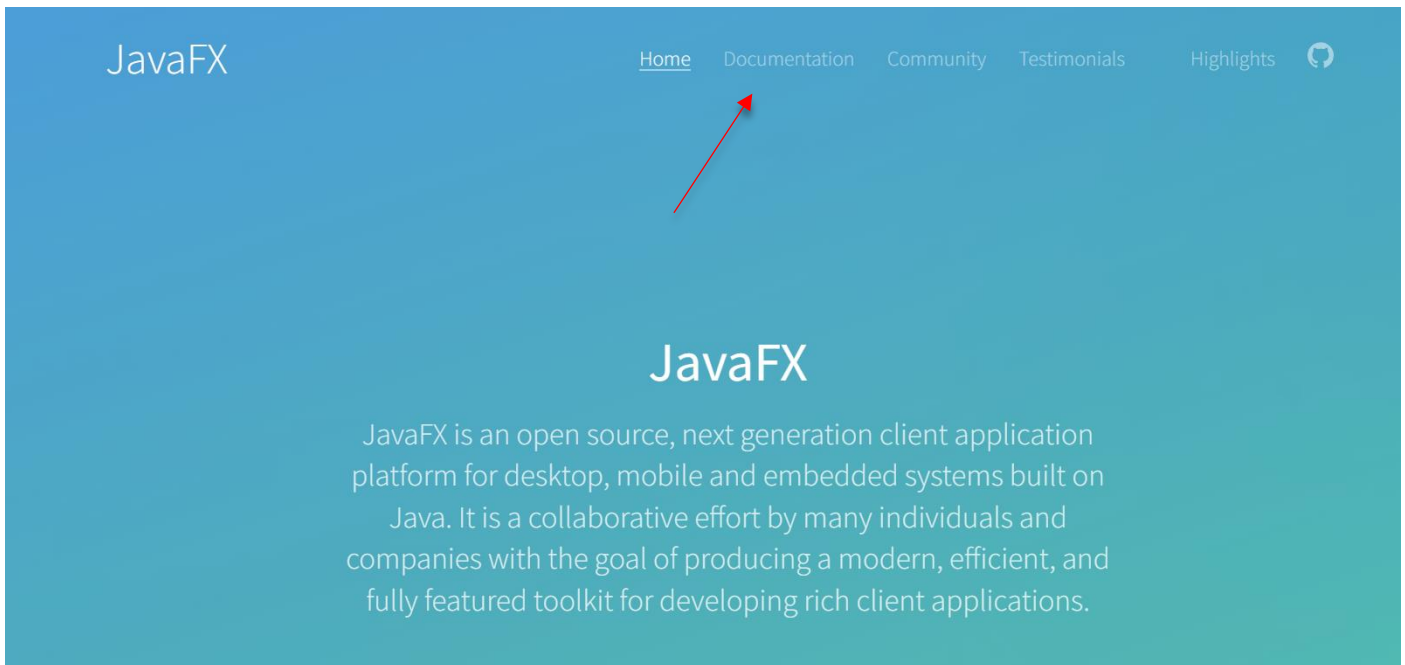 JavaFX Home Documentation Community Testimonials Highlights
JavaFX
JavaFX is an open source, next generation client application
platform for desktop, mobile and embedded systems built on
Java. It is a collaborative effort by many individuals and
companies with the goal of producing a modern, efficient, and
fully featured toolkit for developing rich client applications.